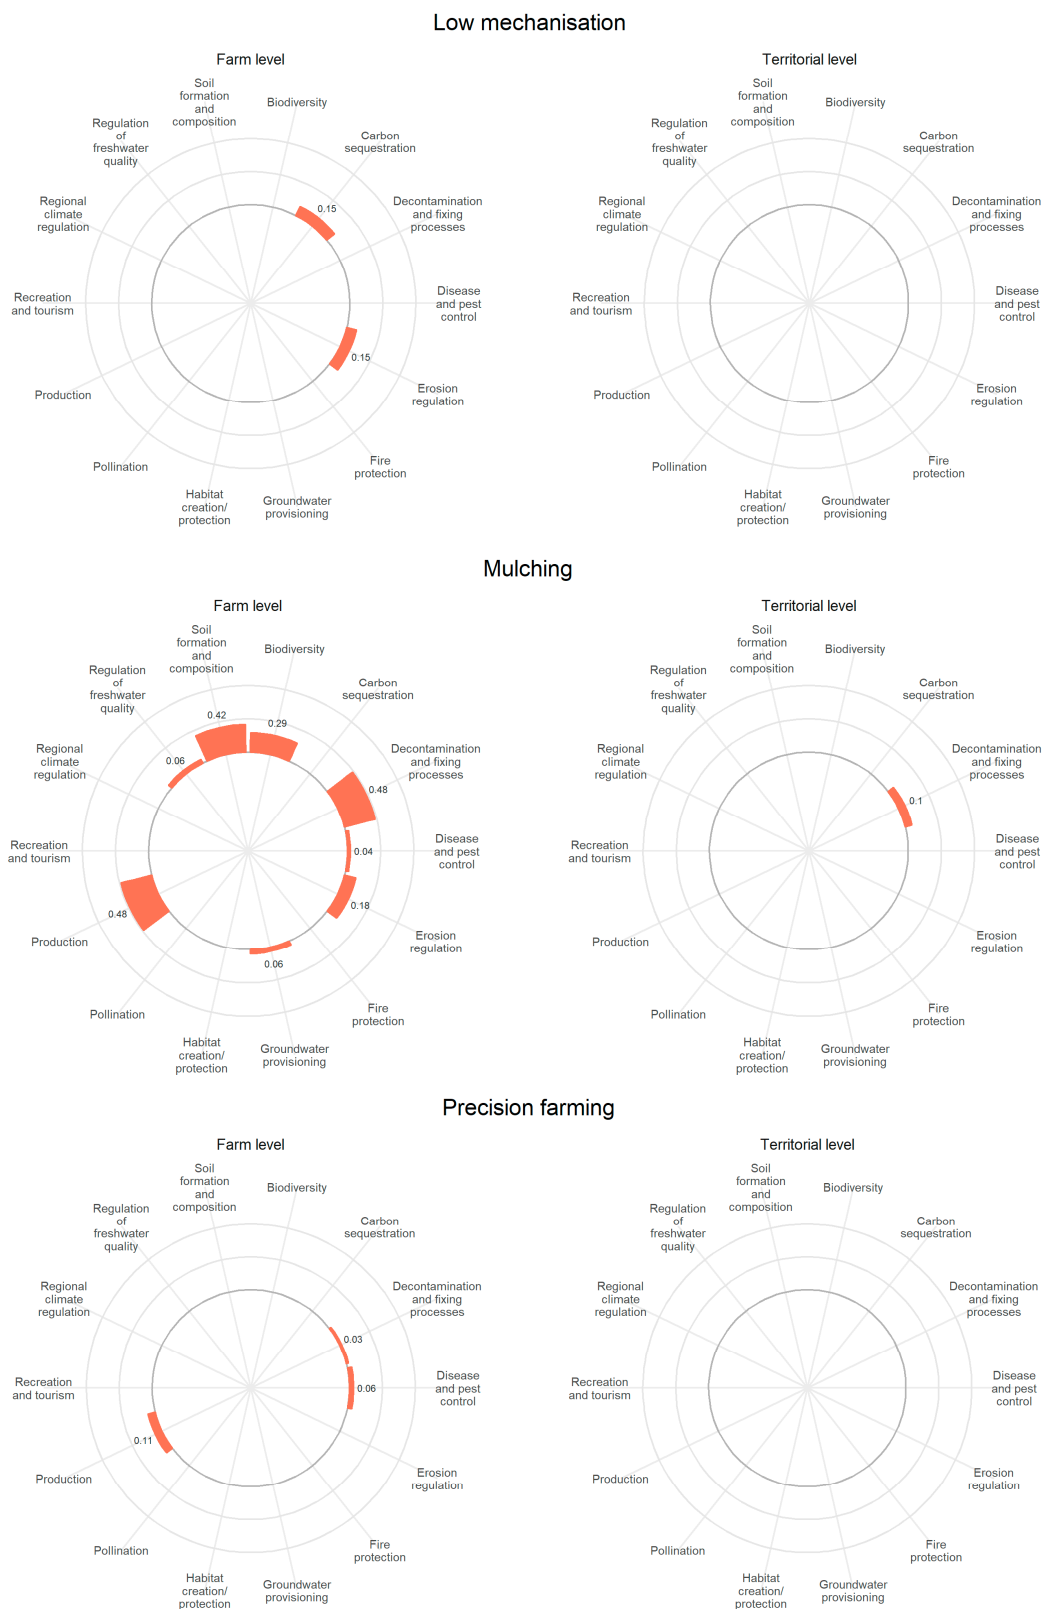 Low mechanisation
Farm level
Soil
formation
and
composition
Biodiversity
Carbon
sequestration
Decontamination
and fixing
processes
Disease
and pest
control
Erosion
regulation
Fire
protection
Groundwater
provisioning
Habitat
creation/
protection
Pollination
Production
Recreation
and tourism
Regional
climate
regulation
Regulation
of
freshwater
quality
0.15
0.15
Territorial level
Soil
formation
and
composition
Biodiversity
Carbon
sequestration
Decontamination
and fixing
processes
Disease
and pest
control
Erosion
regulation
Fire
protection
Groundwater
provisioning
Habitat
creation/
protection
Pollination
Production
Recreation
and tourism
Regional
climate
regulation
Regulation
of
freshwater
quality
Mulching
Farm level
Soil
formation
and
composition
Biodiversity
Carbon
sequestration
Decontamination
and fixing
processes
Disease
and pest
control
Erosion
regulation
Fire
protection
Groundwater
provisioning
Habitat
creation/
protection
Pollination
Production
Recreation
and tourism
Regional
climate
regulation
Regulation
of
freshwater
quality
0.42
0.29
0.48
0.04
0.18
0.06
0.48
0.06
Territorial level
Soil
formation
and
composition
Biodiversity
Carbon
sequestration
Decontamination
and fixing
processes
Disease
and pest
control
Erosion
regulation
Fire
protection
Groundwater
provisioning
Habitat
creation/
protection
Pollination
Production
Recreation
and tourism
Regional
climate
regulation
Regulation
of
freshwater
quality
0.1
Precision farming
Farm level
Soil
formation
and
composition
Biodiversity
Carbon
sequestration
Decontamination
and fixing
processes
Disease
and pest
control
Erosion
regulation
Fire
protection
Groundwater
provisioning
Habitat
creation/
protection
Pollination
Production
Recreation
and tourism
Regional
climate
regulation
Regulation
of
freshwater
quality
0.03
0.06
0.11
Territorial level
Soil
formation
and
composition
Biodiversity
Carbon
sequestration
Decontamination
and fixing
processes
Disease
and pest
control
Erosion
regulation
Fire
protection
Groundwater
provisioning
Habitat
creation/
protection
Pollination
Production
Recreation
and tourism
Regional
climate
regulation
Regulation
of
freshwater
quality